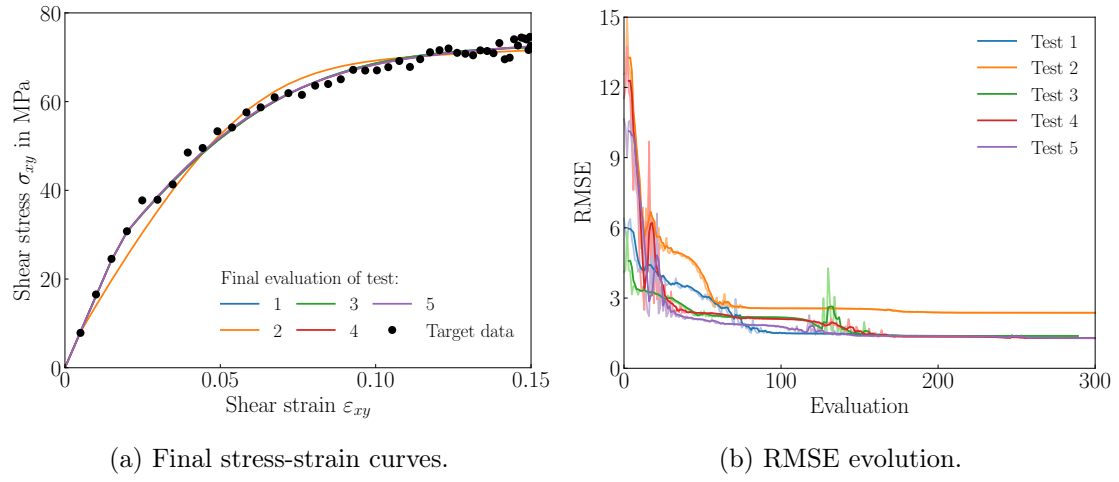 80
60
40
20
0
Shear stress σxy in MPa
Final evaluation of test:
1 3 5
2 4 Target data
0 0.05 0.10 0.15
Shear strain εxy
(a) Final stress-strain curves.
15
12
9
6
3
0
RMSE
Test 1
Test 2
Test 3
Test 4
Test 5
0 100 200 300
Evaluation
(b) RMSE evolution.